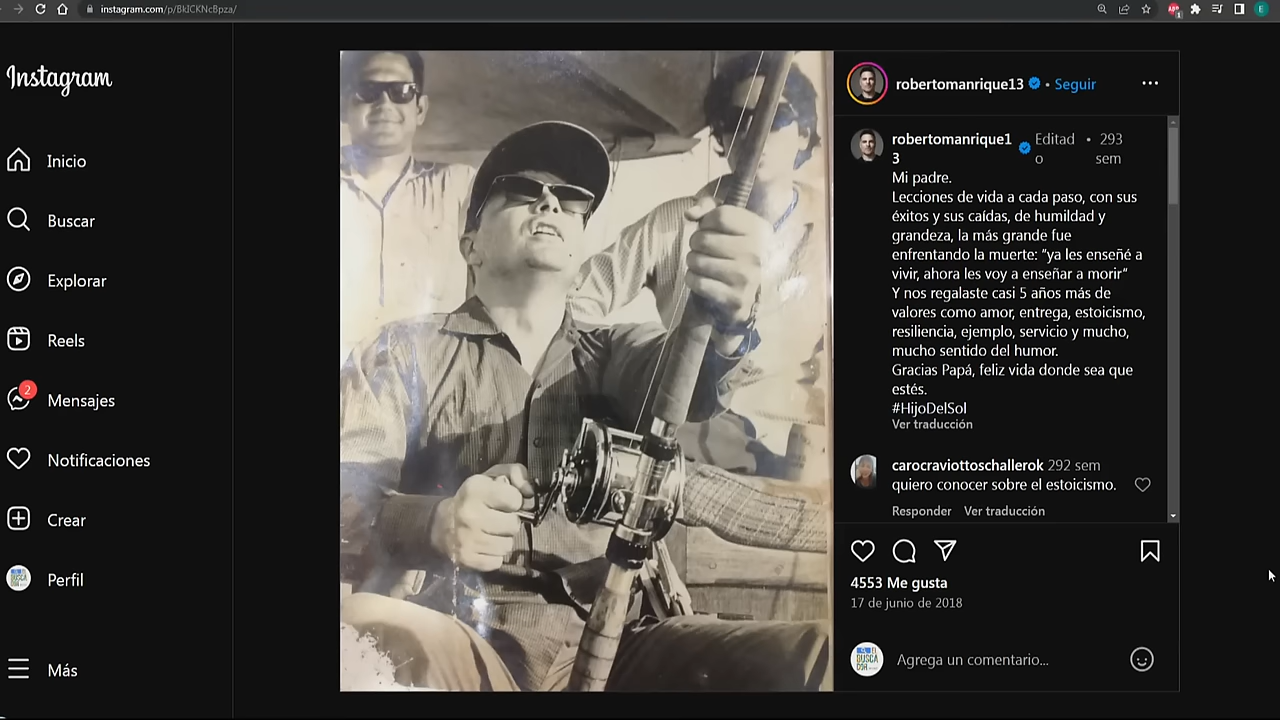 instagram.com/p/BkICKNcBpza/
1
E
Instagram
Inicio
Buscar
Explorar
Reels
2
Mensajes
Notificaciones
Crear
Perfil
Más
robertomanrique13 • Seguir
robertomanrique1
3
Editad
o
• 293
sem
Mi padre.
Lecciones de vida a cada paso, con sus
éxitos y sus caídas, de humildad y
grandeza, la más grande fue
enfrentando la muerte: “ya les enseñé a
vivir, ahora les voy a enseñar a morir“
Y nos regalaste casi 5 años más de
valores como amor, entrega, estoicismo,
resiliencia, ejemplo, servicio y mucho,
mucho sentido del humor.
Gracias Papá, feliz vida donde sea que
estés.
#HijoDelSol
Ver traducción
carocraviottoschallerok 292 sem
quiero conocer sobre el estoicismo.
Responder Ver traducción
4553 Me gusta
17 de junio de 2018
BUSCA
Agrega un comentario...